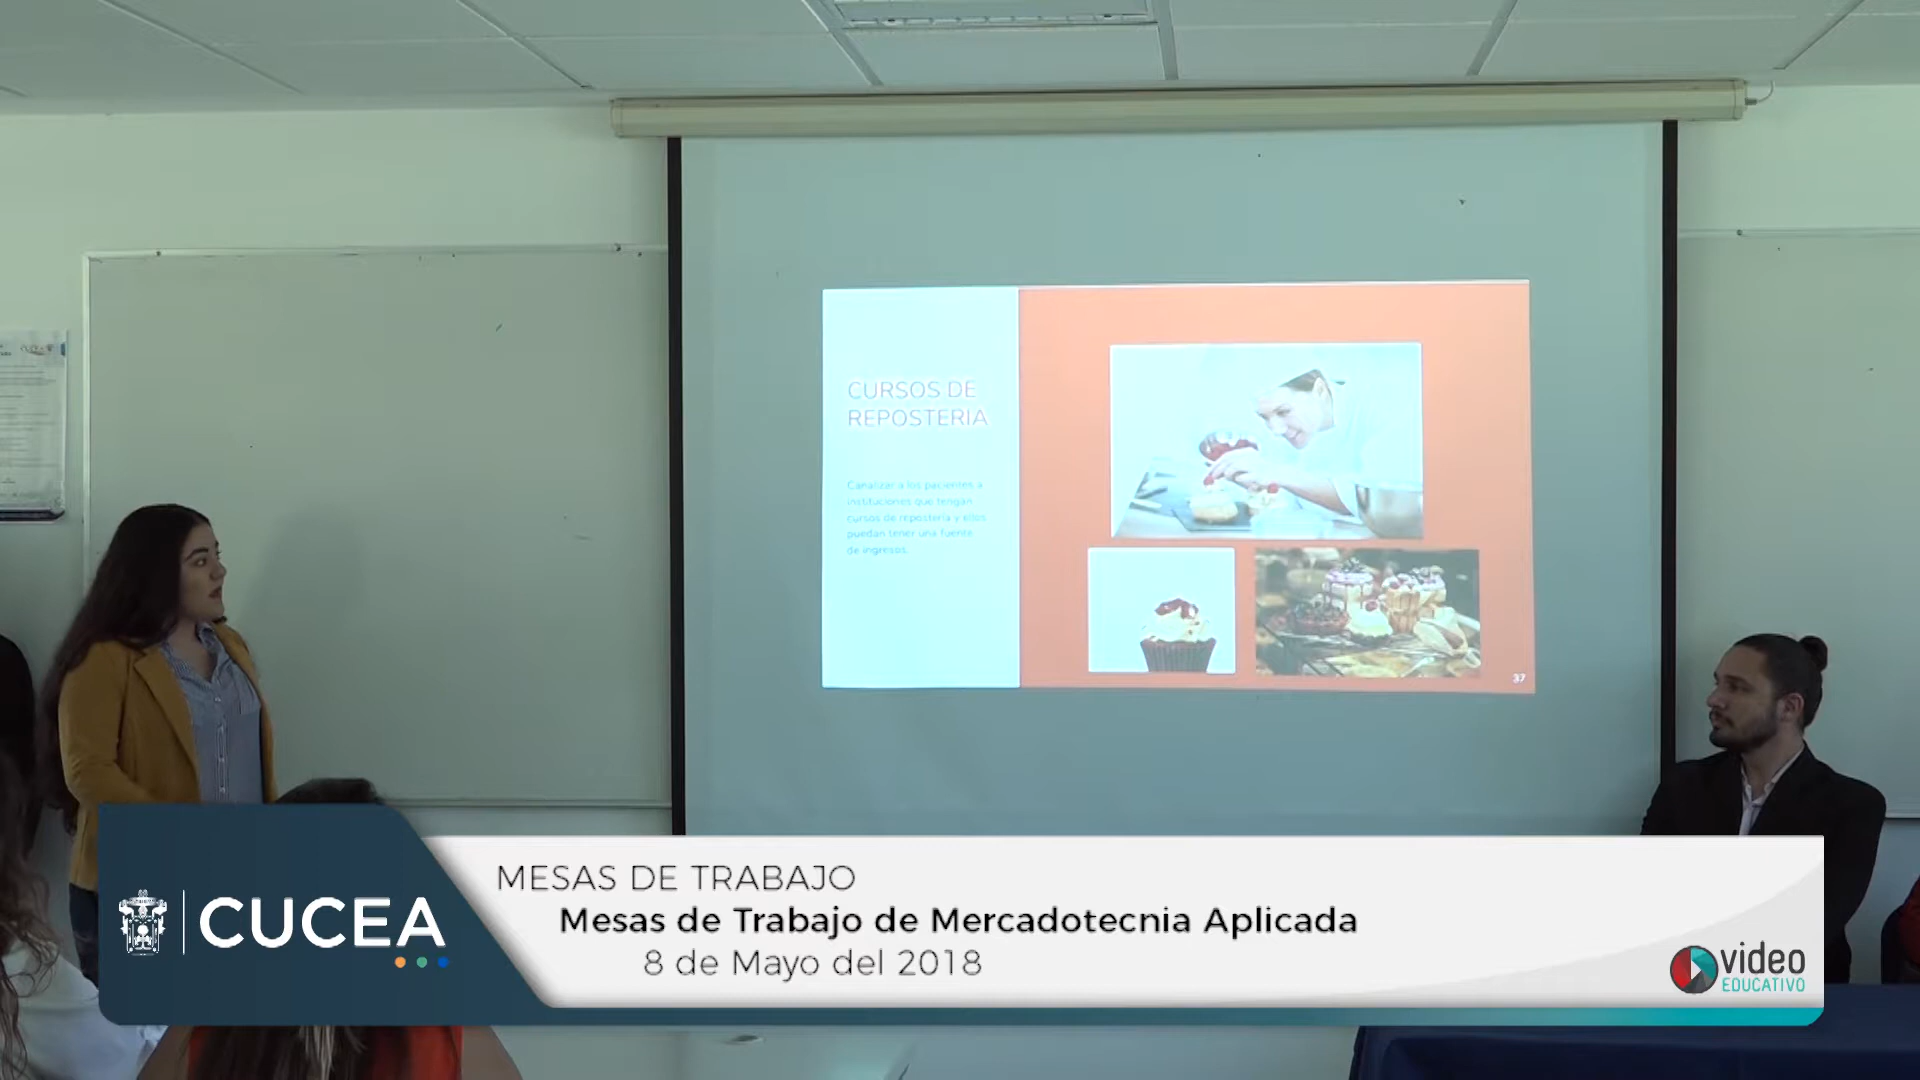 CURSOS DE
REPOSTERIA
Canalizar a los pacientes a
instituciones que tengan
cursos de repostería y ellos
puedan tener una fuente
de ingresos.
37
CUCEA
MESAS DE TRABAJO
Mesas de Trabajo de Mercadotecnia Aplicada
8 de Mayo del 2018
video
EDUCATIVO